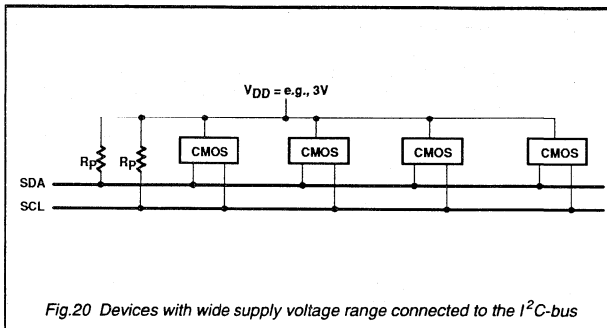 V_DD = e.g., 3V
R_P R_P CMOS CMOS CMOS CMOS
SDA
SCL
Fig.20 Devices with wide supply voltage range connected to the I²C-bus